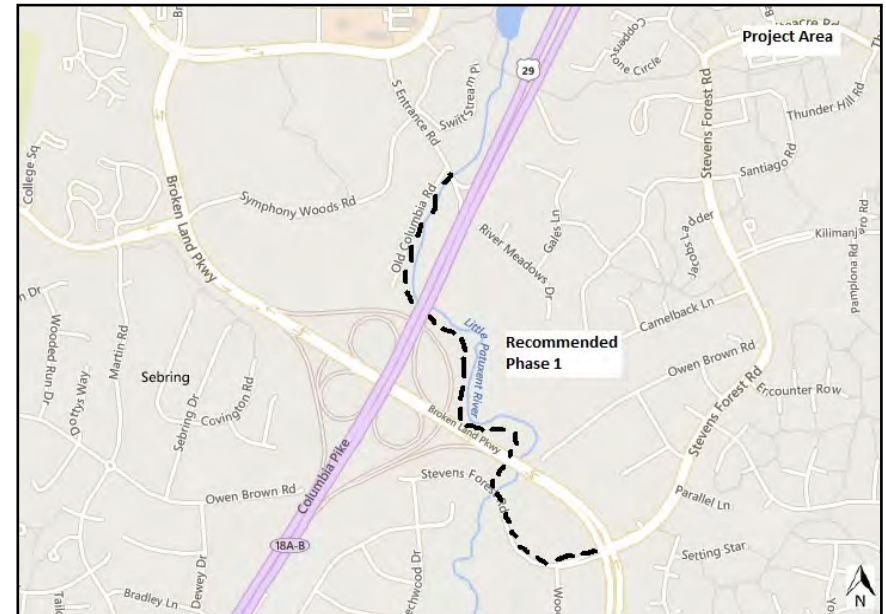 Project Area
29
S Entrance Rd
Swift Stream Pl
Stevens Forest Rd
Thunder Hill Rd
Santiago Rd
College Sq
Broken Land Pkwy
Symphony Woods Rd
Old Columbia Rd
River Meadows Dr
Gales Ln
Kilimanjaro Rd
Pamplona Rd
Camelback Ln
Little Patuxent River
Recommended
Phase 1
Owen Brown Rd
Encounter Row
Wooded Run Dr
Dottys Way
Martin Rd
Sebring
Sebring Dr
Covington Rd
Columbia Pike
Broken Land Pkwy
Stevens Forest Rd
Stevens Forest Rd
Owen Brown Rd
Parallel Ln
Setting Star
18A-B
Dewey Dr
Bradley Ln
N